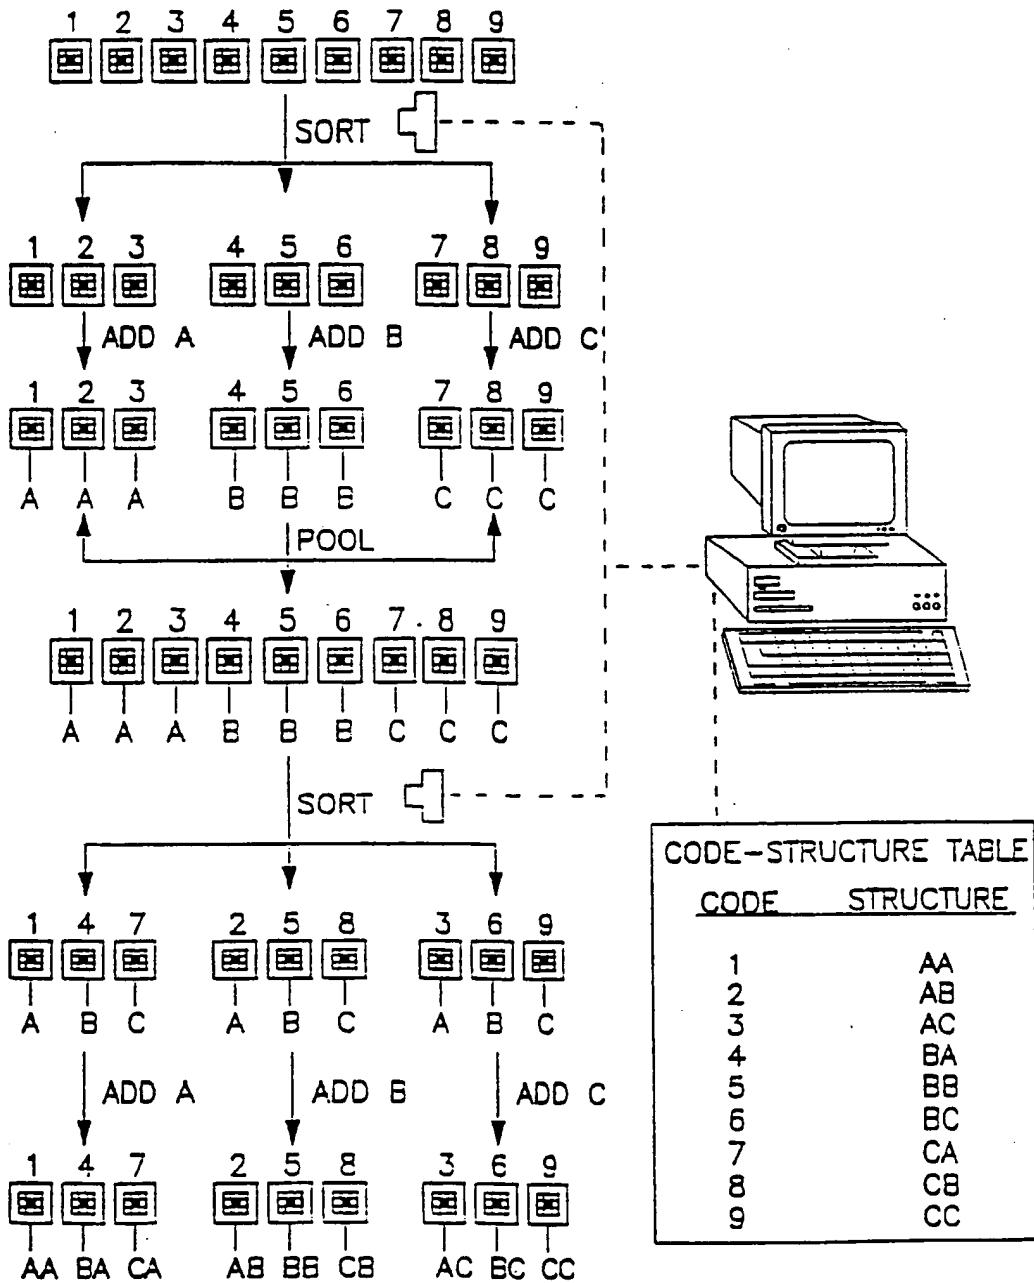 1 2 3 4 5 6 7 8 9
SORT
1 2 3 4 5 6 7 8 9
ADD A ADD B ADD C
1 2 3 4 5 6 7 8 9
A A A B B B C C C
POOL
1 2 3 4 5 6 7 8 9
A A A B B B C C C
SORT
1 4 7 2 5 8 3 6 9
A B C A B C A B C
ADD A ADD B ADD C
1 4 7 2 5 8 3 6 9
AA BA CA AB BB CB AC BC CC
CODE-STRUCTURE TABLE
CODE STRUCTURE
1 AA
2 AB
3 AC
4 BA
5 BB
6 BC
7 CA
8 CB
9 CC